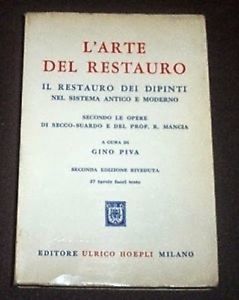 L'ARTE
DEL RESTAURO
IL RESTAURO DEI DIPINTI
NEL SISTEMA ANTICO E MODERNO
SECONDO LE OPERE
DI SECCO-SUARDO E DEL PROF. R. MANCIA
A CURA DI
GINO PIVA
SECONDA EDIZIONE RIVEDUTA
37 tavole fuori testo
EDITORE ULRICO HOEPLI MILANO